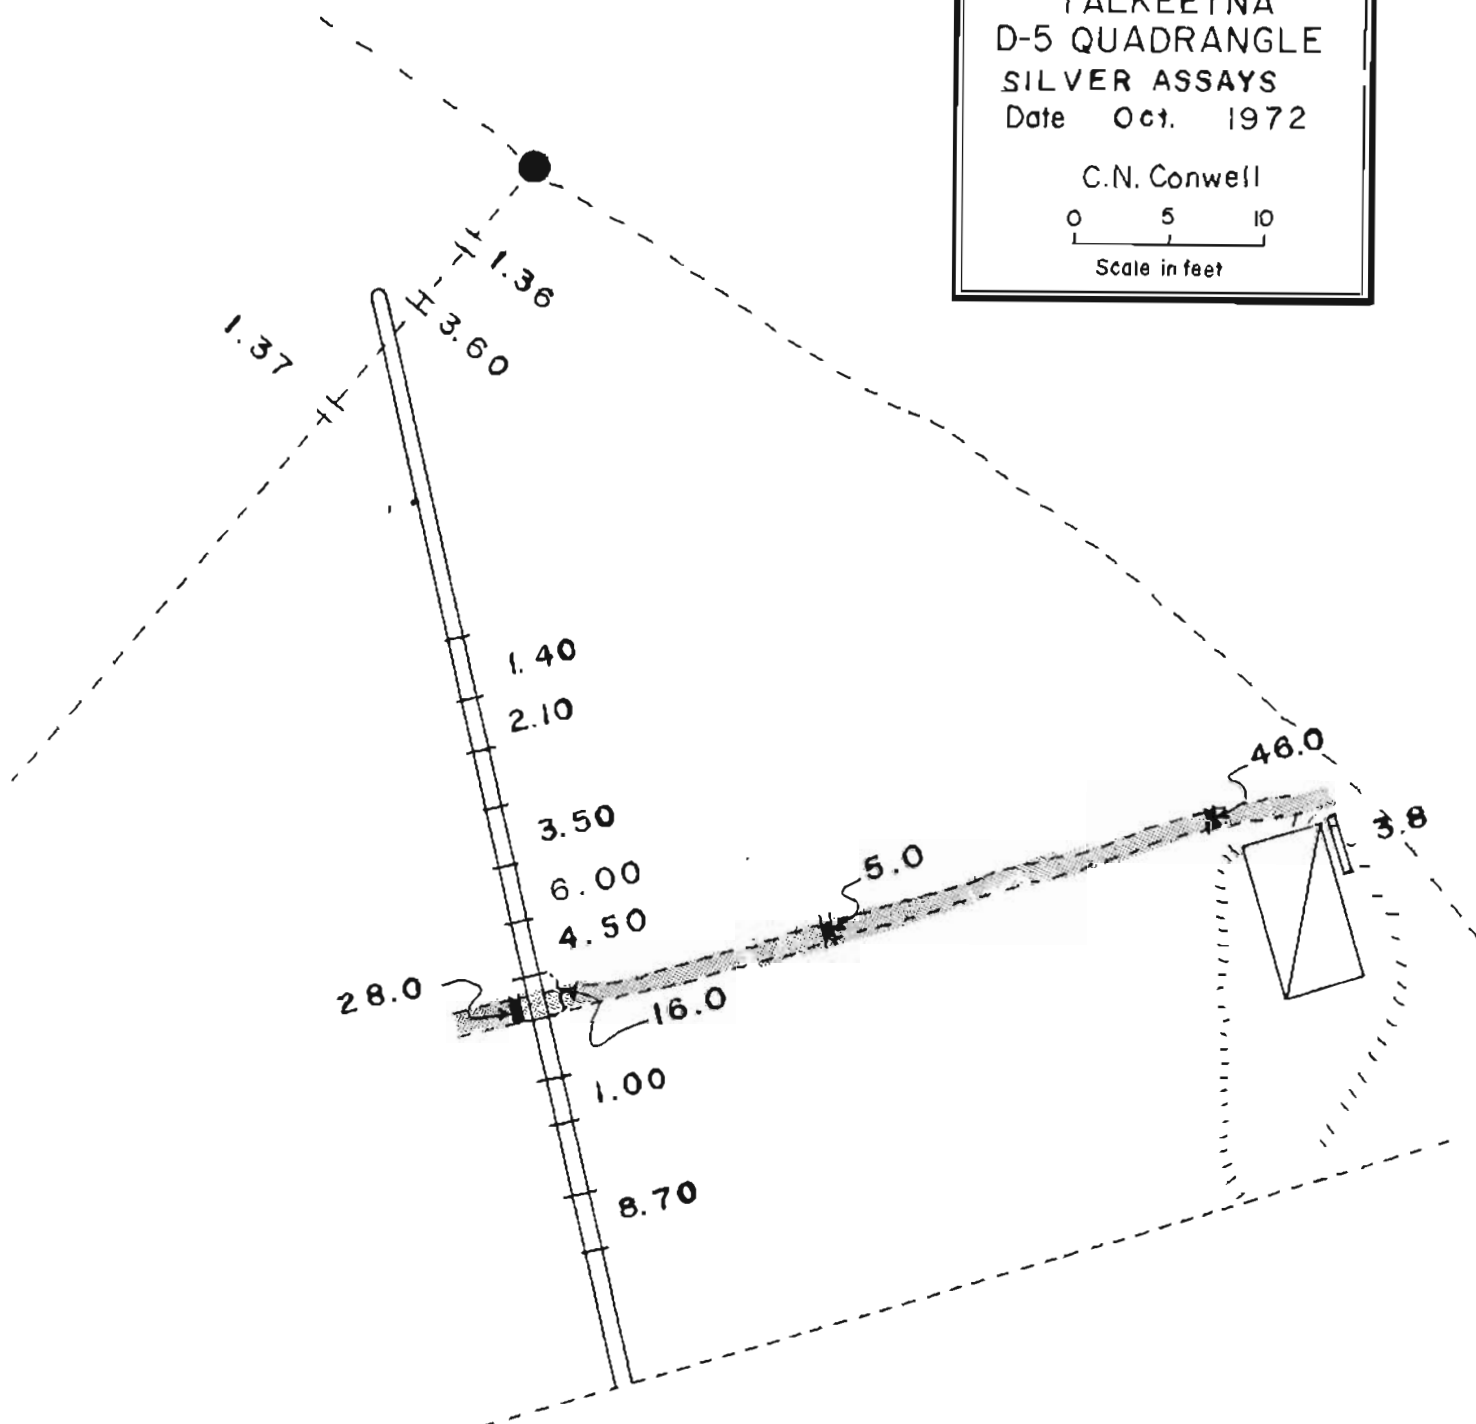 TALKEETNA
D-5 QUADRANGLE
SILVER ASSAYS
Date Oct. 1972
C.N. Conwell
0 5 10
Scale in feet
1.36
3.60
1.37
1.40
2.10
46.0
3.50
3.8
5.0
6.00
4.50
28.0
16.0
1.00
8.70